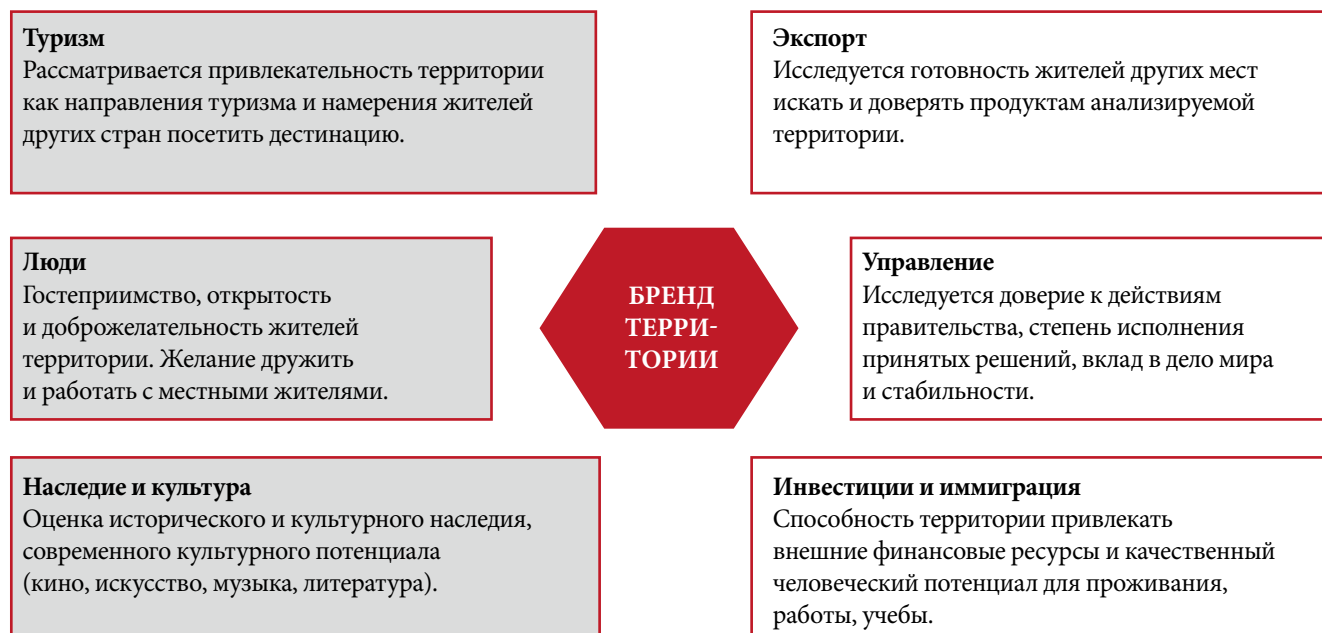 Туризм
Рассматривается привлекательность территории
как направления туризма и намерения жителей
других стран посетить дестинацию.
Экспорт
Исследуется готовность жителей других мест
искать и доверять продуктам анализируемой
территории.
Люди
Гостеприимство, открытость
и доброжелательность жителей
территории. Желание дружить
и работать с местными жителями.
БРЕНД
ТЕРРИ-
ТОРИИ
Управление
Исследуется доверие к действиям
правительства, степень исполнения
принятых решений, вклад в дело мира
и стабильности.
Наследие и культура
Оценка исторического и культурного наследия,
современного культурного потенциала
(кино, искусство, музыка, литература).
Инвестиции и иммиграция
Способность территории привлекать
внешние финансовые ресурсы и качественный
человеческий потенциал для проживания,
работы, учебы.